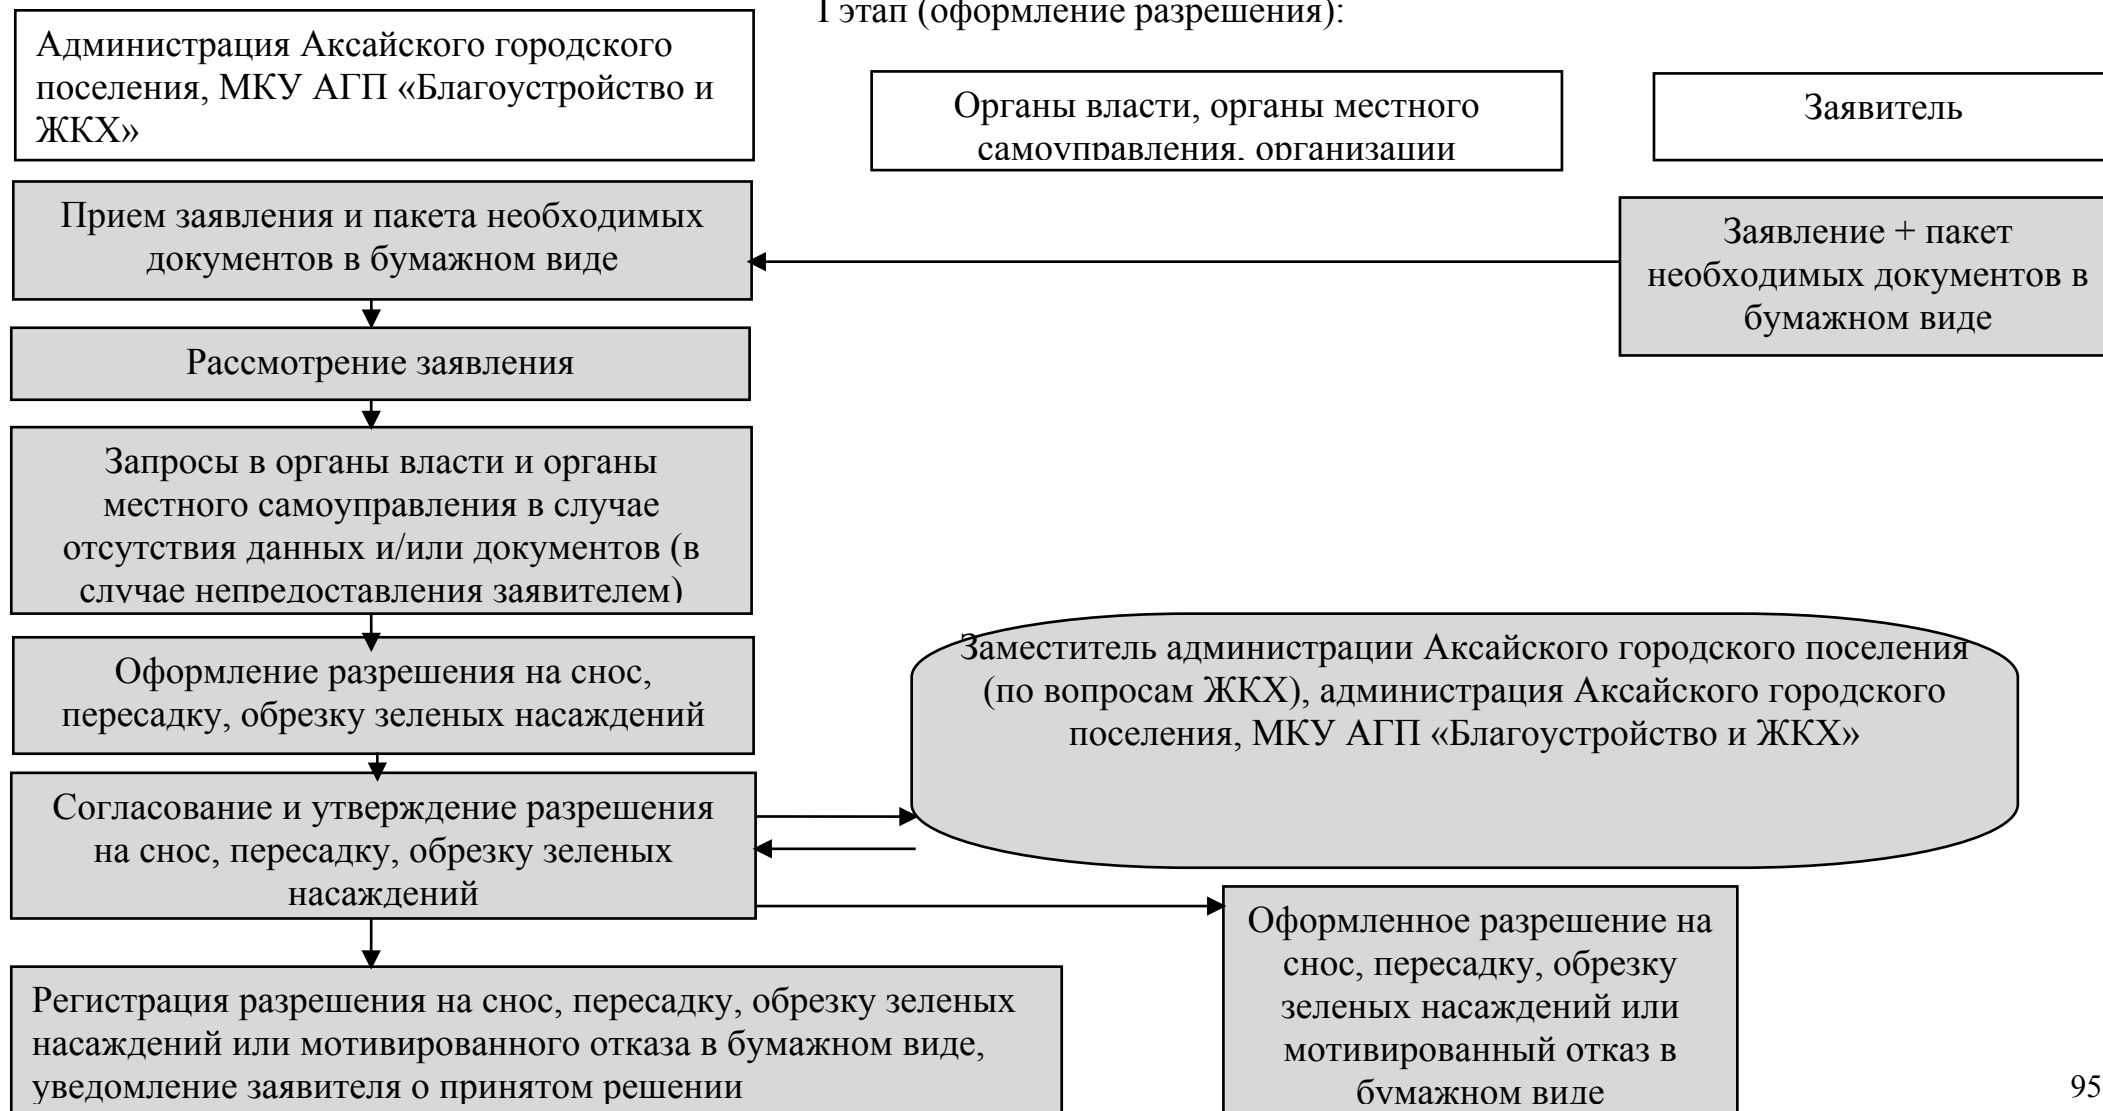 I этап (оформление разрешения):
Администрация Аксайского городского
поселения, МКУ АГП «Благоустройство и
ЖКХ»
Органы власти, органы местного
самоуправления, организации
Заявитель
Прием заявления и пакета необходимых
документов в бумажном виде
Заявление + пакет
необходимых документов в
бумажном виде
Рассмотрение заявления
Запросы в органы власти и органы
местного самоуправления в случае
отсутствия данных и/или документов (в
случае непредоставления заявителем)
Оформление разрешения на снос,
пересадку, обрезку зеленых насаждений
Заместитель администрации Аксайского городского поселения
(по вопросам ЖКХ), администрация Аксайского городского
поселения, МКУ АГП «Благоустройство и ЖКХ»
Согласование и утверждение разрешения
на снос, пересадку, обрезку зеленых
насаждений
Оформленное разрешение на
снос, пересадку, обрезку
зеленых насаждений или
мотивированный отказ в
бумажном виде
Регистрация разрешения на снос, пересадку, обрезку зеленых
насаждений или мотивированного отказа в бумажном виде,
уведомление заявителя о принятом решении
95